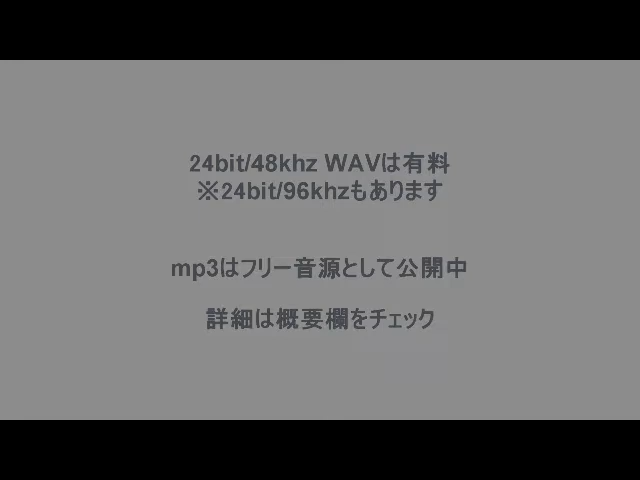 24bit/48khz WAVは有料
※24bit/96khzもあります
mp3はフリー音源として公開中
詳細は概要欄をチェック